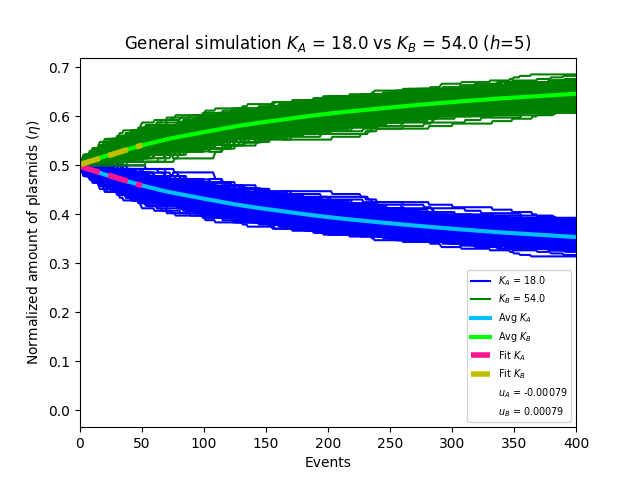 General simulation K_A = 18.0 vs K_B = 54.0 (h=5)
Normalized amount of plasmids (η)
0.7
0.6
0.5
0.4
0.3
0.2
0.1
0.0
K_A = 18.0
K_B = 54.0
Avg K_A
Avg K_B
Fit K_A
Fit K_B
u_A = -0.00079
u_B = 0.00079
0 50 100 150 200 250 300 350 400
Events